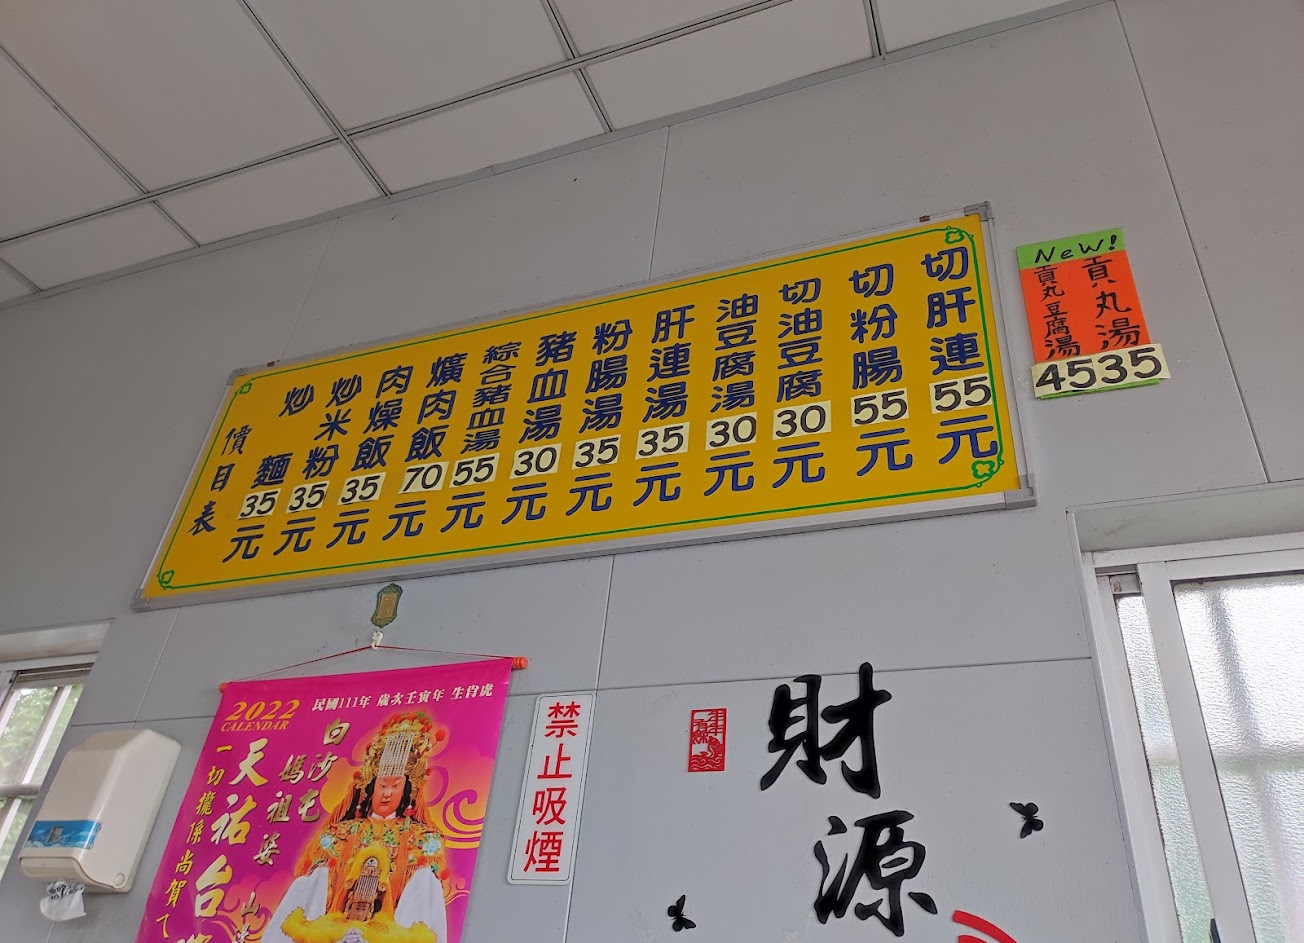 價目表
炒麵35元
炒米粉35元
肉燥飯35元
爌肉飯70元
綜合豬血湯55元
豬血湯30元
粉腸湯35元
肝連湯35元
油豆腐湯30元
切油豆腐30元
切粉腸55元
切肝連55元
NeW!
貢丸豆腐湯45
貢丸湯35
2022
CALENDAR
民國111年 歲次壬寅年 生肖虎
一切攏係尚賀
天祐台
白沙屯
媽祖婆
禁止吸煙
財源